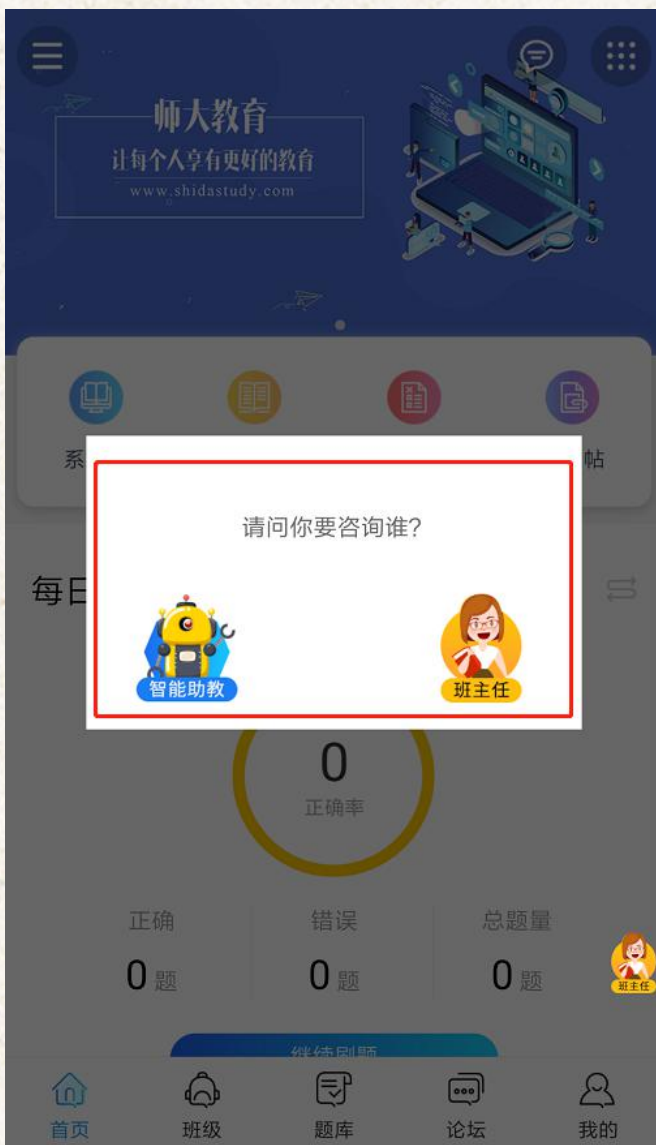 师大教育
让每个人享有更好的教育
www.shidastudy.com
系
帖
请问你要咨询谁？
每日
智能助教
班主任
0
正确率
正确
错误
总题量
0 题
0 题
0 题
班主任
继续刷题
首页
班级
题库
论坛
我的